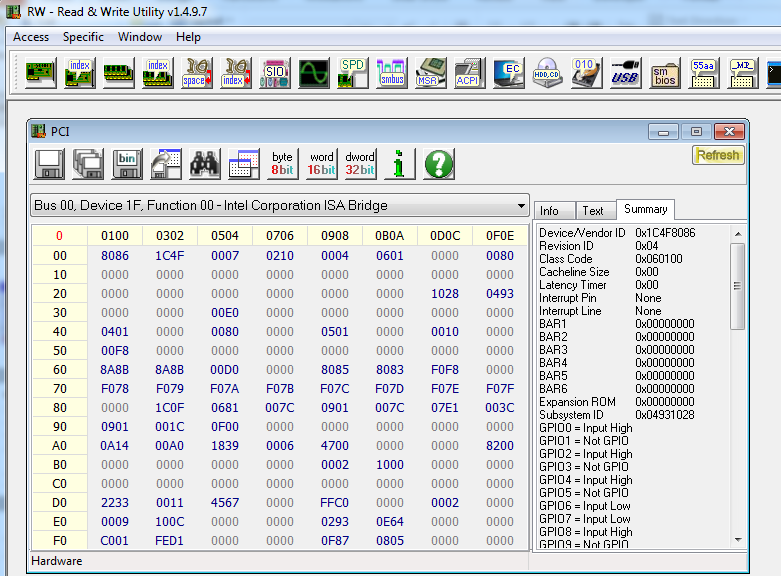 RW - Read & Write Utility v1.4.9.7
Access Specific Window Help
index index space index SIO SPD smbus MSR ACPI EC HDD,CD 010 USB sm bios 55aa
PCI
bin byte 8bit word 16bit dword 32bit
Refresh
Bus 00, Device 1F, Function 00 - Intel Corporation ISA Bridge
Info Text Summary
0 0100 0302 0504 0706 0908 0B0A 0D0C 0F0E
00 8086 1C4F 0007 0210 0004 0601 0000 0080
10 0000 0000 0000 0000 0000 0000 0000 0000
20 0000 0000 0000 0000 0000 0000 1028 0493
30 0000 0000 00E0 0000 0000 0000 0000 0000
40 0401 0000 0080 0000 0501 0000 0010 0000
50 00F8 0000 0000 0000 0000 0000 0000 0000
60 8A8B 8A8B 00D0 0000 8085 8083 F0F8 0000
70 F078 F079 F07A F07B F07C F07D F07E F07F
80 0000 1C0F 0681 007C 0901 007C 07E1 003C
90 0901 001C 0F00 0000 0000 0000 0000 0000
A0 0A14 00A0 1839 0006 4700 0000 0000 8200
B0 0000 0000 0000 0000 0002 1000 0000 0000
C0 0000 0000 0000 0000 0000 0000 0000 0000
D0 2233 0011 4567 0000 FFC0 0000 0002 0000
E0 0009 100C 0000 0000 0293 0E64 0000 0000
F0 C001 FED1 0000 0000 0F87 0805 0000 0000
Device/Vendor ID 0x1C4F8086
Revision ID 0x04
Class Code 0x060100
Cacheline Size 0x00
Latency Timer 0x00
Interrupt Pin None
Interrupt Line None
BAR1 0x00000000
BAR2 0x00000000
BAR3 0x00000000
BAR4 0x00000000
BAR5 0x00000000
BAR6 0x00000000
Expansion ROM 0x00000000
Subsystem ID 0x04931028
GPIO0 = Input High
GPIO1 = Not GPIO
GPIO2 = Input High
GPIO3 = Not GPIO
GPIO4 = Input High
GPIO5 = Not GPIO
GPIO6 = Input Low
GPIO7 = Input Low
GPIO8 = Input High
GPIO9 = Not GPIO
Hardware